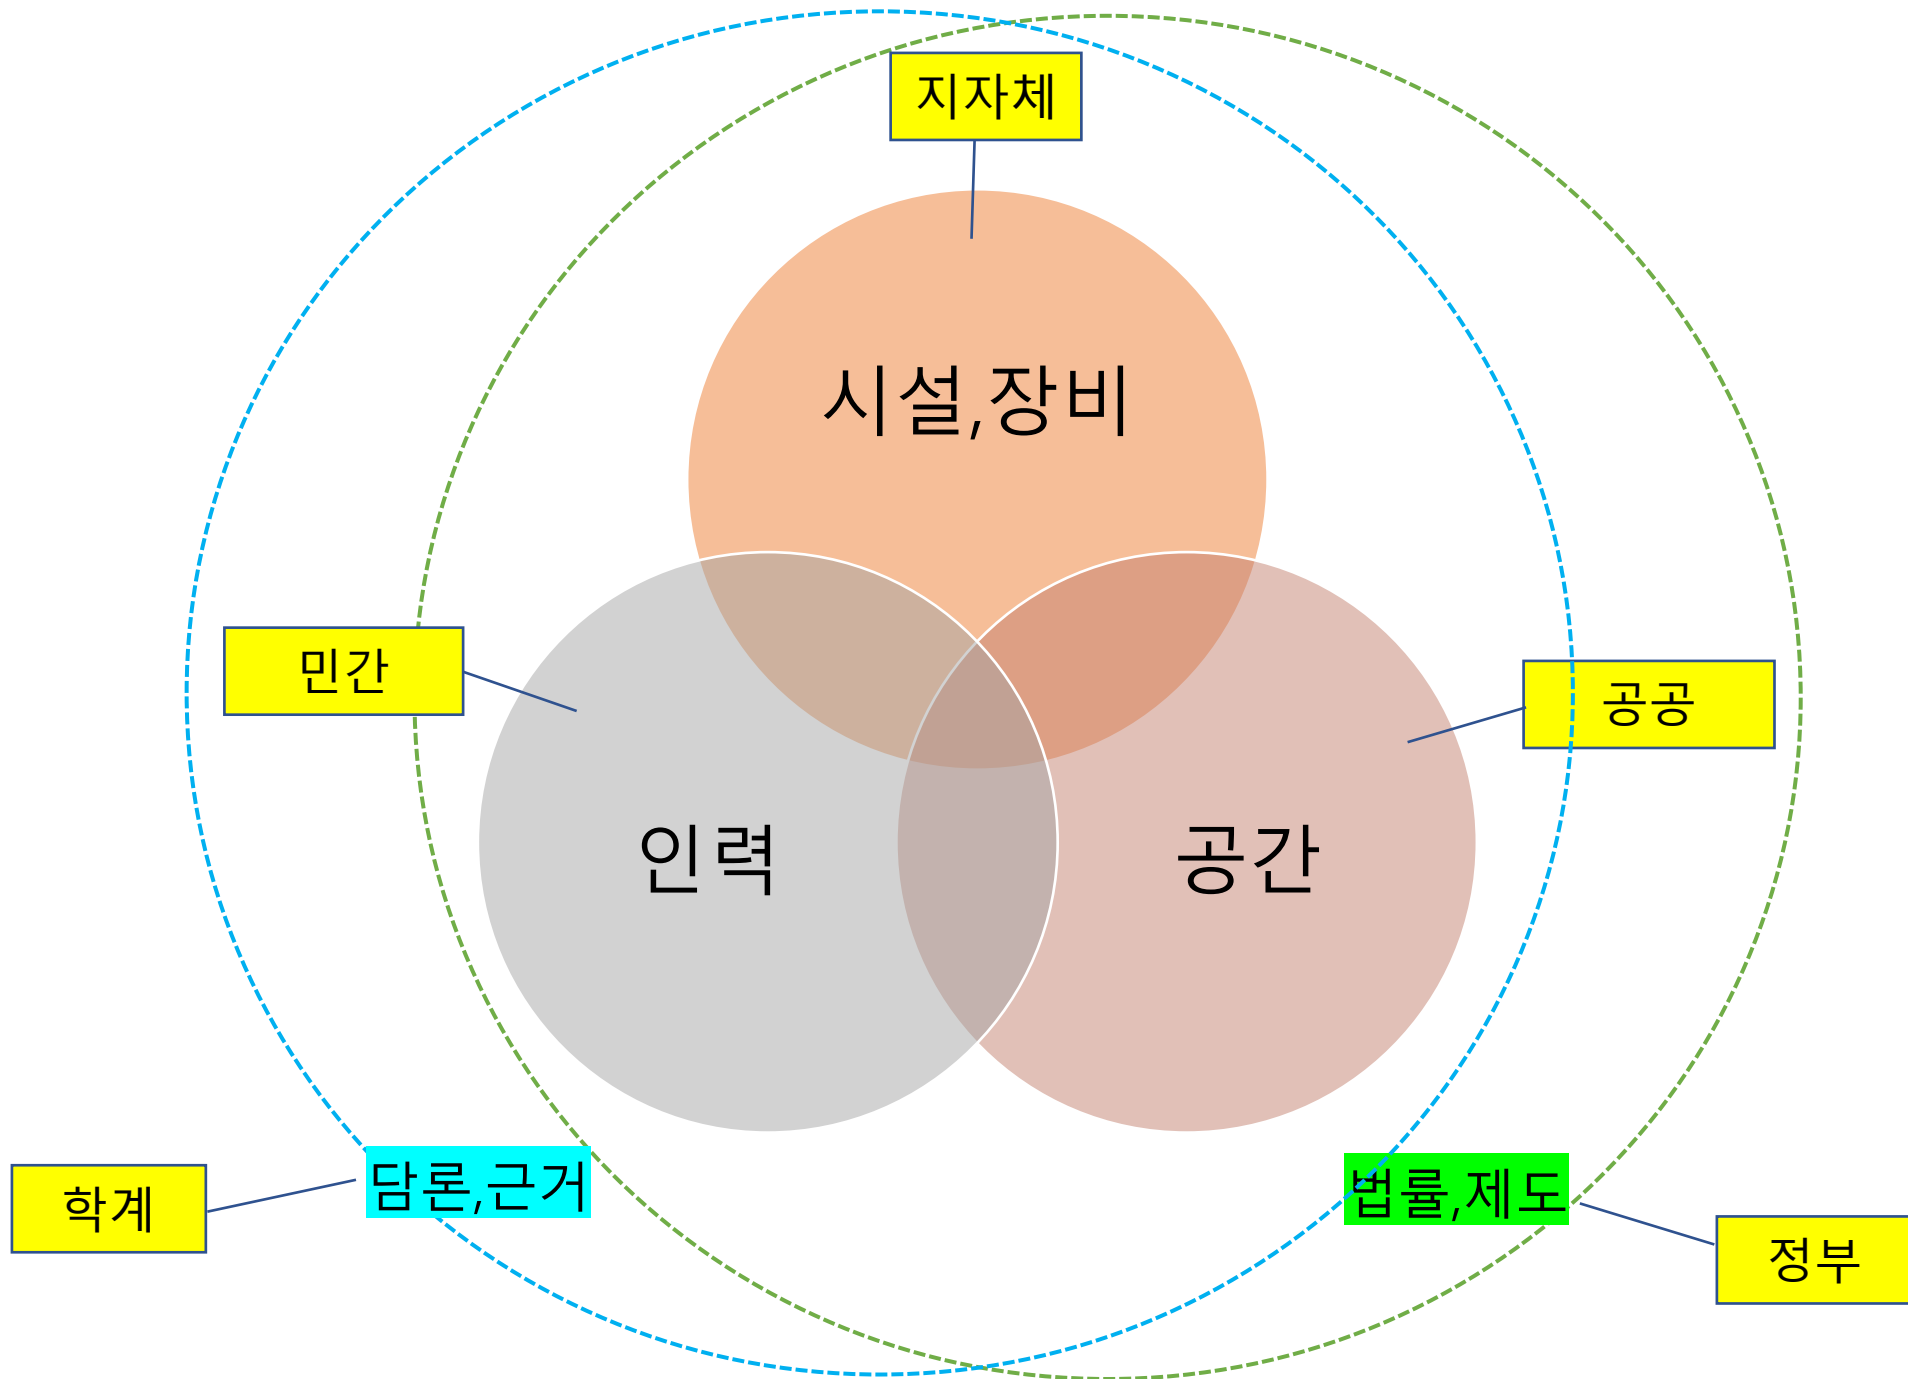 지자체
시설,장비
민간
공공
인력
공간
담론,근거
법률,제도
학계
정부